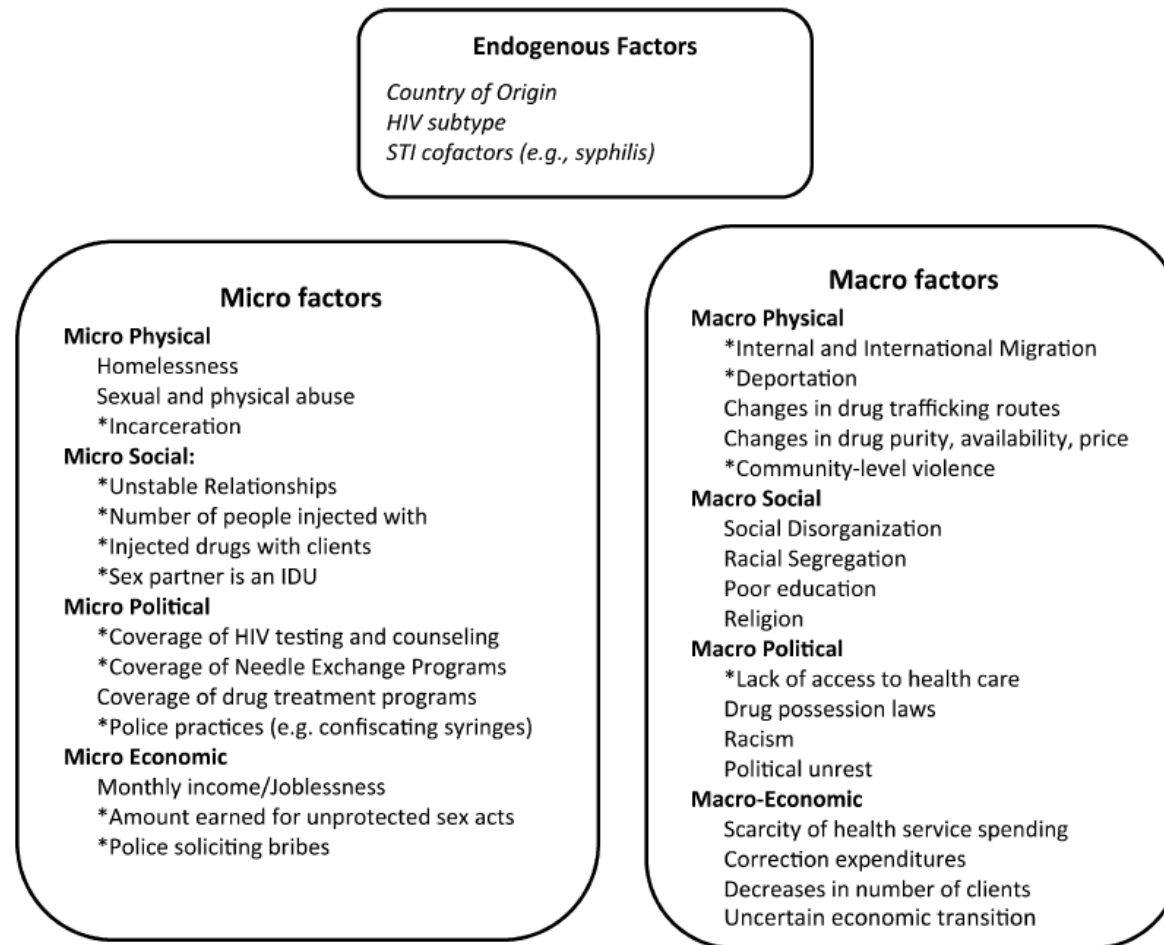 Endogenous Factors
Country of Origin
HIV subtype
STI cofactors (e.g., syphilis)
Micro factors
Micro Physical
Homelessness
Sexual and physical abuse
*Incarceration
Micro Social:
*Unstable Relationships
*Number of people injected with
*Injected drugs with clients
*Sex partner is an IDU
Micro Political
*Coverage of HIV testing and counseling
*Coverage of Needle Exchange Programs
Coverage of drug treatment programs
*Police practices (e.g. confiscating syringes)
Micro Economic
Monthly income/Joblessness
*Amount earned for unprotected sex acts
*Police soliciting bribes
Macro factors
Macro Physical
*Internal and International Migration
*Deportation
Changes in drug trafficking routes
Changes in drug purity, availability, price
*Community-level violence
Macro Social
Social Disorganization
Racial Segregation
Poor education
Religion
Macro Political
*Lack of access to health care
Drug possession laws
Racism
Political unrest
Macro-Economic
Scarcity of health service spending
Correction expenditures
Decreases in number of clients
Uncertain economic transition